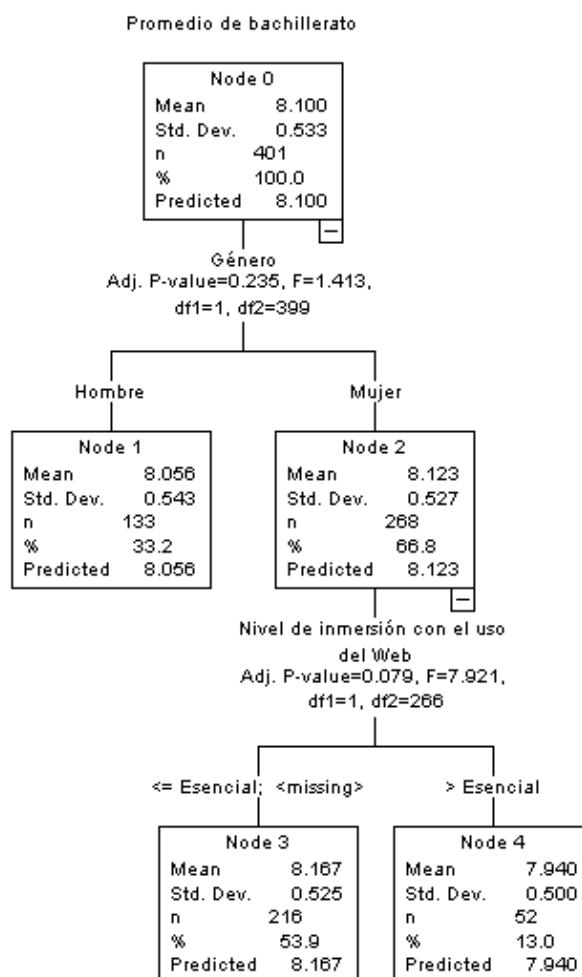 Promedio de bachillerato
Node 0
Mean 8.100
Std. Dev. 0.533
n 401
% 100.0
Predicted 8.100
Género
Adj. P-value=0.235, F=1.413,
df1=1, df2=399
Hombre
Mujer
Node 1
Mean 8.056
Std. Dev. 0.543
n 133
% 33.2
Predicted 8.056
Node 2
Mean 8.123
Std. Dev. 0.527
n 268
% 66.8
Predicted 8.123
Nivel de inmersión con el uso
del Web
Adj. P-value=0.079, F=7.921,
df1=1, df2=266
<= Esencial; <missing>
> Esencial
Node 3
Mean 8.167
Std. Dev. 0.525
n 216
% 53.9
Predicted 8.167
Node 4
Mean 7.940
Std. Dev. 0.500
n 52
% 13.0
Predicted 7.940